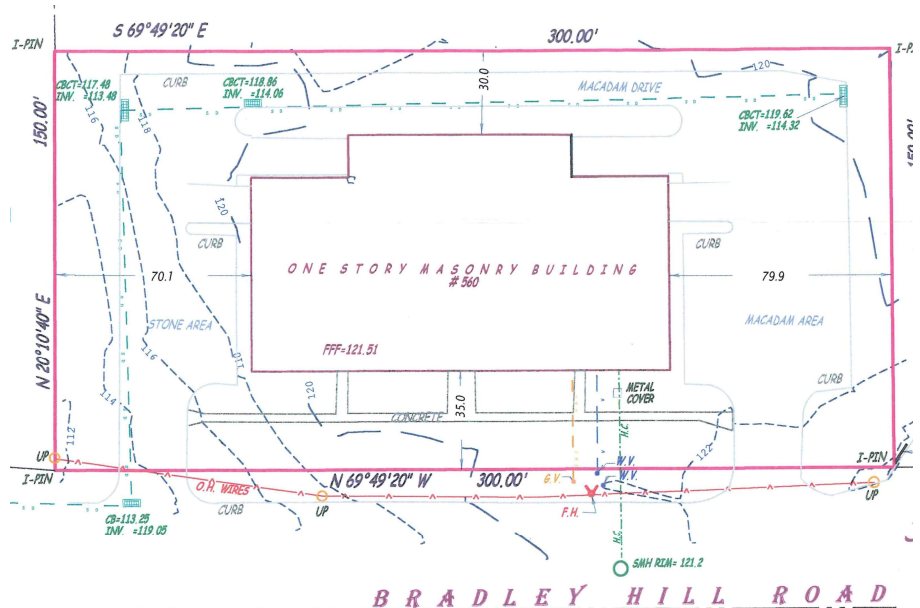 S 69°49'20" E
300.00'
I-PIN
I-PIN
CBCT=117.48
INV. =113.48
CURB
CBCT=118.86
INV. =114.06
30.0
MACADAM DRIVE
120
CBCT=119.62
INV. =114.32
150.00'
150.00'
116
118
120
CURB
CURB
70.1
79.9
ONE STORY MASONRY BUILDING
# 560
STONE AREA
MACADAM AREA
N 20°10'40" E
FFF=121.51
116
114
120
112
35.0
CONCRETE
METAL
COVER
CURB
H.C.
122
I-PIN
UP
I-PIN
O.H. WIRES
N 69°49'20" W
300.00'
G.V.
W.V.
W.V.
UP
CURB
UP
F.H.
CB=113.25
INV. =119.05
H.C.
SMH RIM= 121.2
BRADLEY HILL ROAD